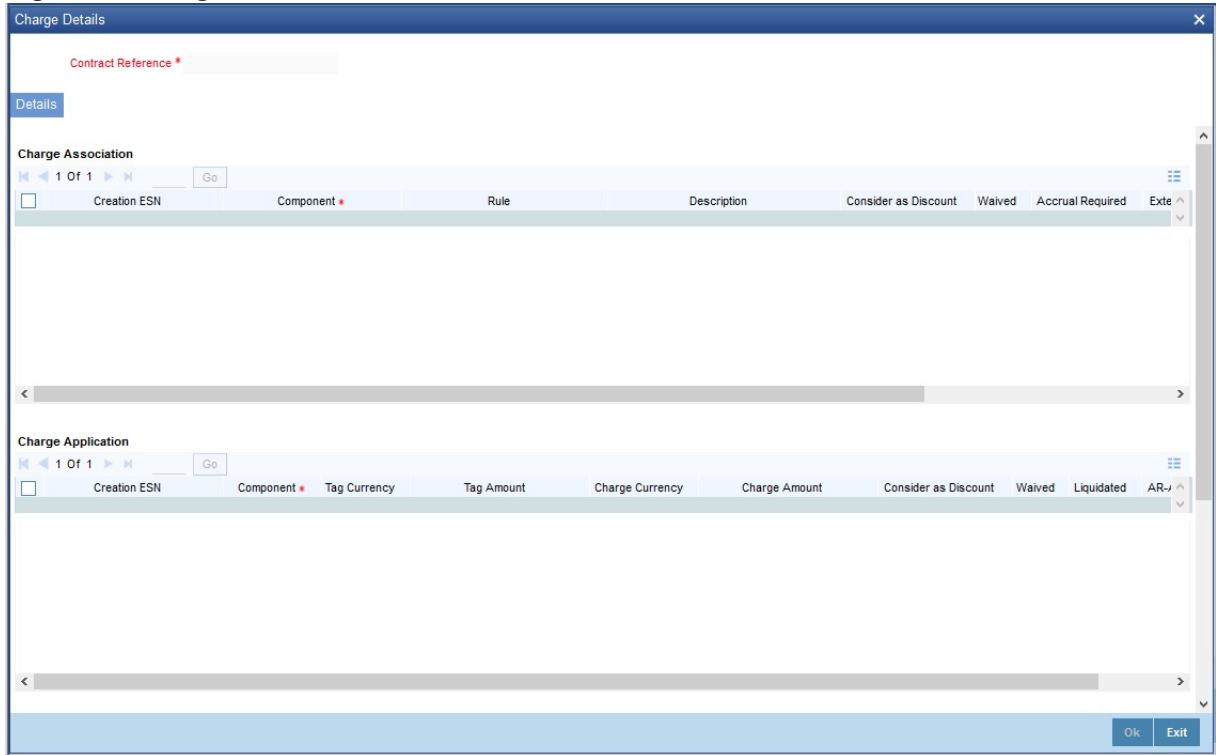 Charge Details
Contract Reference *
Details
Charge Association
1 Of 1 Go
Creation ESN Component * Rule Description Consider as Discount Waived Accrual Required Exte
Charge Application
1 Of 1 Go
Creation ESN Component * Tag Currency Tag Amount Charge Currency Charge Amount Consider as Discount Waived Liquidated AR-
Ok Exit